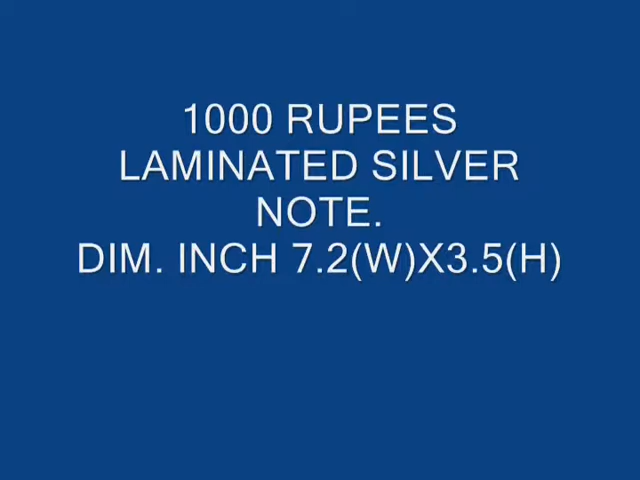 1000 RUPEES
LAMINATED SILVER
NOTE.
DIM. INCH 7.2(W)X3.5(H)